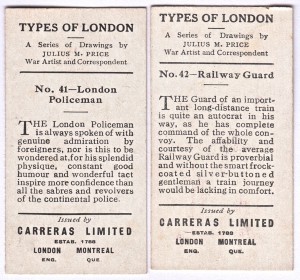 TYPES OF LONDON
A Series of Drawings by
JULIUS M. PRICE
War Artist and Correspondent
No. 41—London
Policeman
THE London Policeman
is always spoken of with
genuine admiration by
foreigners, nor is this to be
wondered at, for his splendid
physique, constant good
humour and wonderful tact
inspire more confidence than
all the sabres and revolvers
of the continental police.
Issued by
CARRERAS LIMITED
ESTAB. 1788
LONDON MONTREAL
ENG. QUE.
TYPES OF LONDON
A Series of Drawings by
JULIUS M. PRICE
War Artist and Correspondent
No. 42—Railway Guard
THE Guard of an import-
ant long-distance train
is quite an autocrat in his
way, as he has complete
command of the whole con-
voy. The affability and
courtesy of the average
Railway Guard is proverbial
and without the smart frock-
coated silver-buttoned
gentleman a train journey
would be lacking in comfort.
Issued by
CARRERAS LIMITED
ESTAB. 1788
LONDON MONTREAL
ENG. QUE.